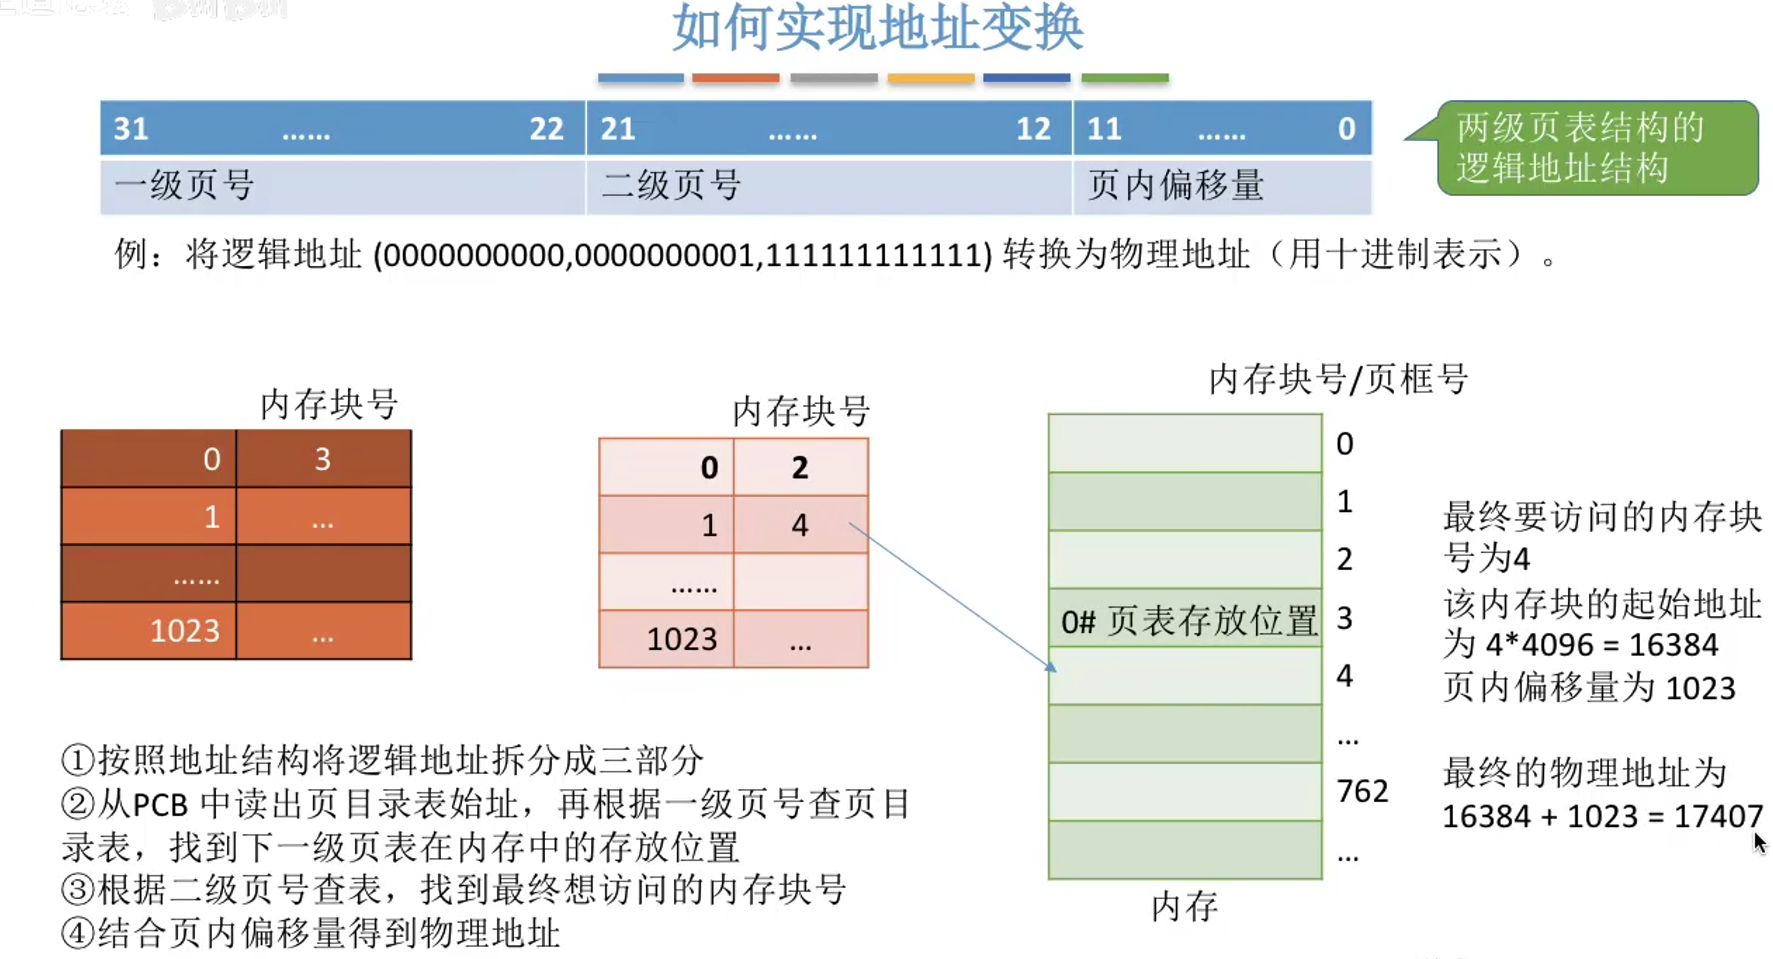 如何实现地址变换
31 …… 22 21 …… 12 11 …… 0
一级页号 二级页号 页内偏移量
两级页表结构的
逻辑地址结构
例：将逻辑地址 (0000000000,0000000001,111111111111) 转换为物理地址（用十进制表示）。
内存块号
0 3
1 ...
……
1023 ...
内存块号
0 2
1 4
……
1023 ...
内存块号/页框号
0
1
2
0# 页表存放位置 3
4
...
762
...
内存
最终要访问的内存块
号为4
该内存块的起始地址
为 4*4096 = 16384
页内偏移量为 1023
最终的物理地址为
16384 + 1023 = 17407
①按照地址结构将逻辑地址拆分成三部分
②从PCB 中读出页目录表始址，再根据一级页号查页目
录表，找到下一级页表在内存中的存放位置
③根据二级页号查表，找到最终想访问的内存块号
④结合页内偏移量得到物理地址